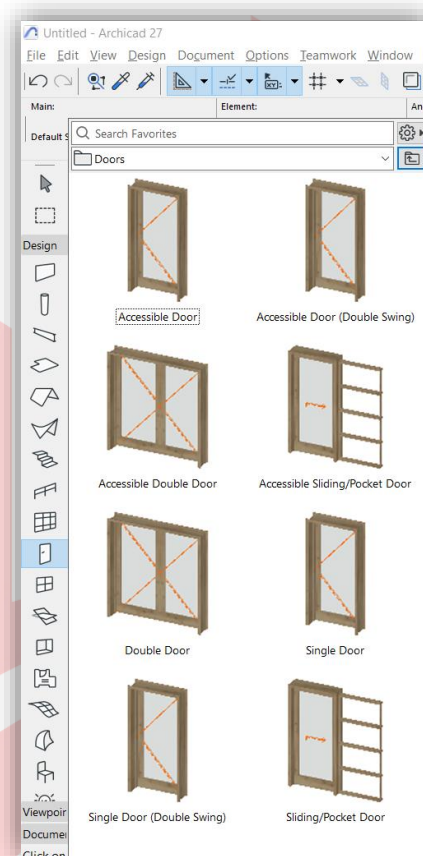 Untitled - Archicad 27
File Edit View Design Document Options Teamwork Window
Main: Element: An
Default S
Search Favorites
Doors
Design
Accessible Door Accessible Door (Double Swing)
Accessible Double Door Accessible Sliding/Pocket Door
Double Door Single Door
Single Door (Double Swing) Sliding/Pocket Door
Viewpoir
Docume
Click on